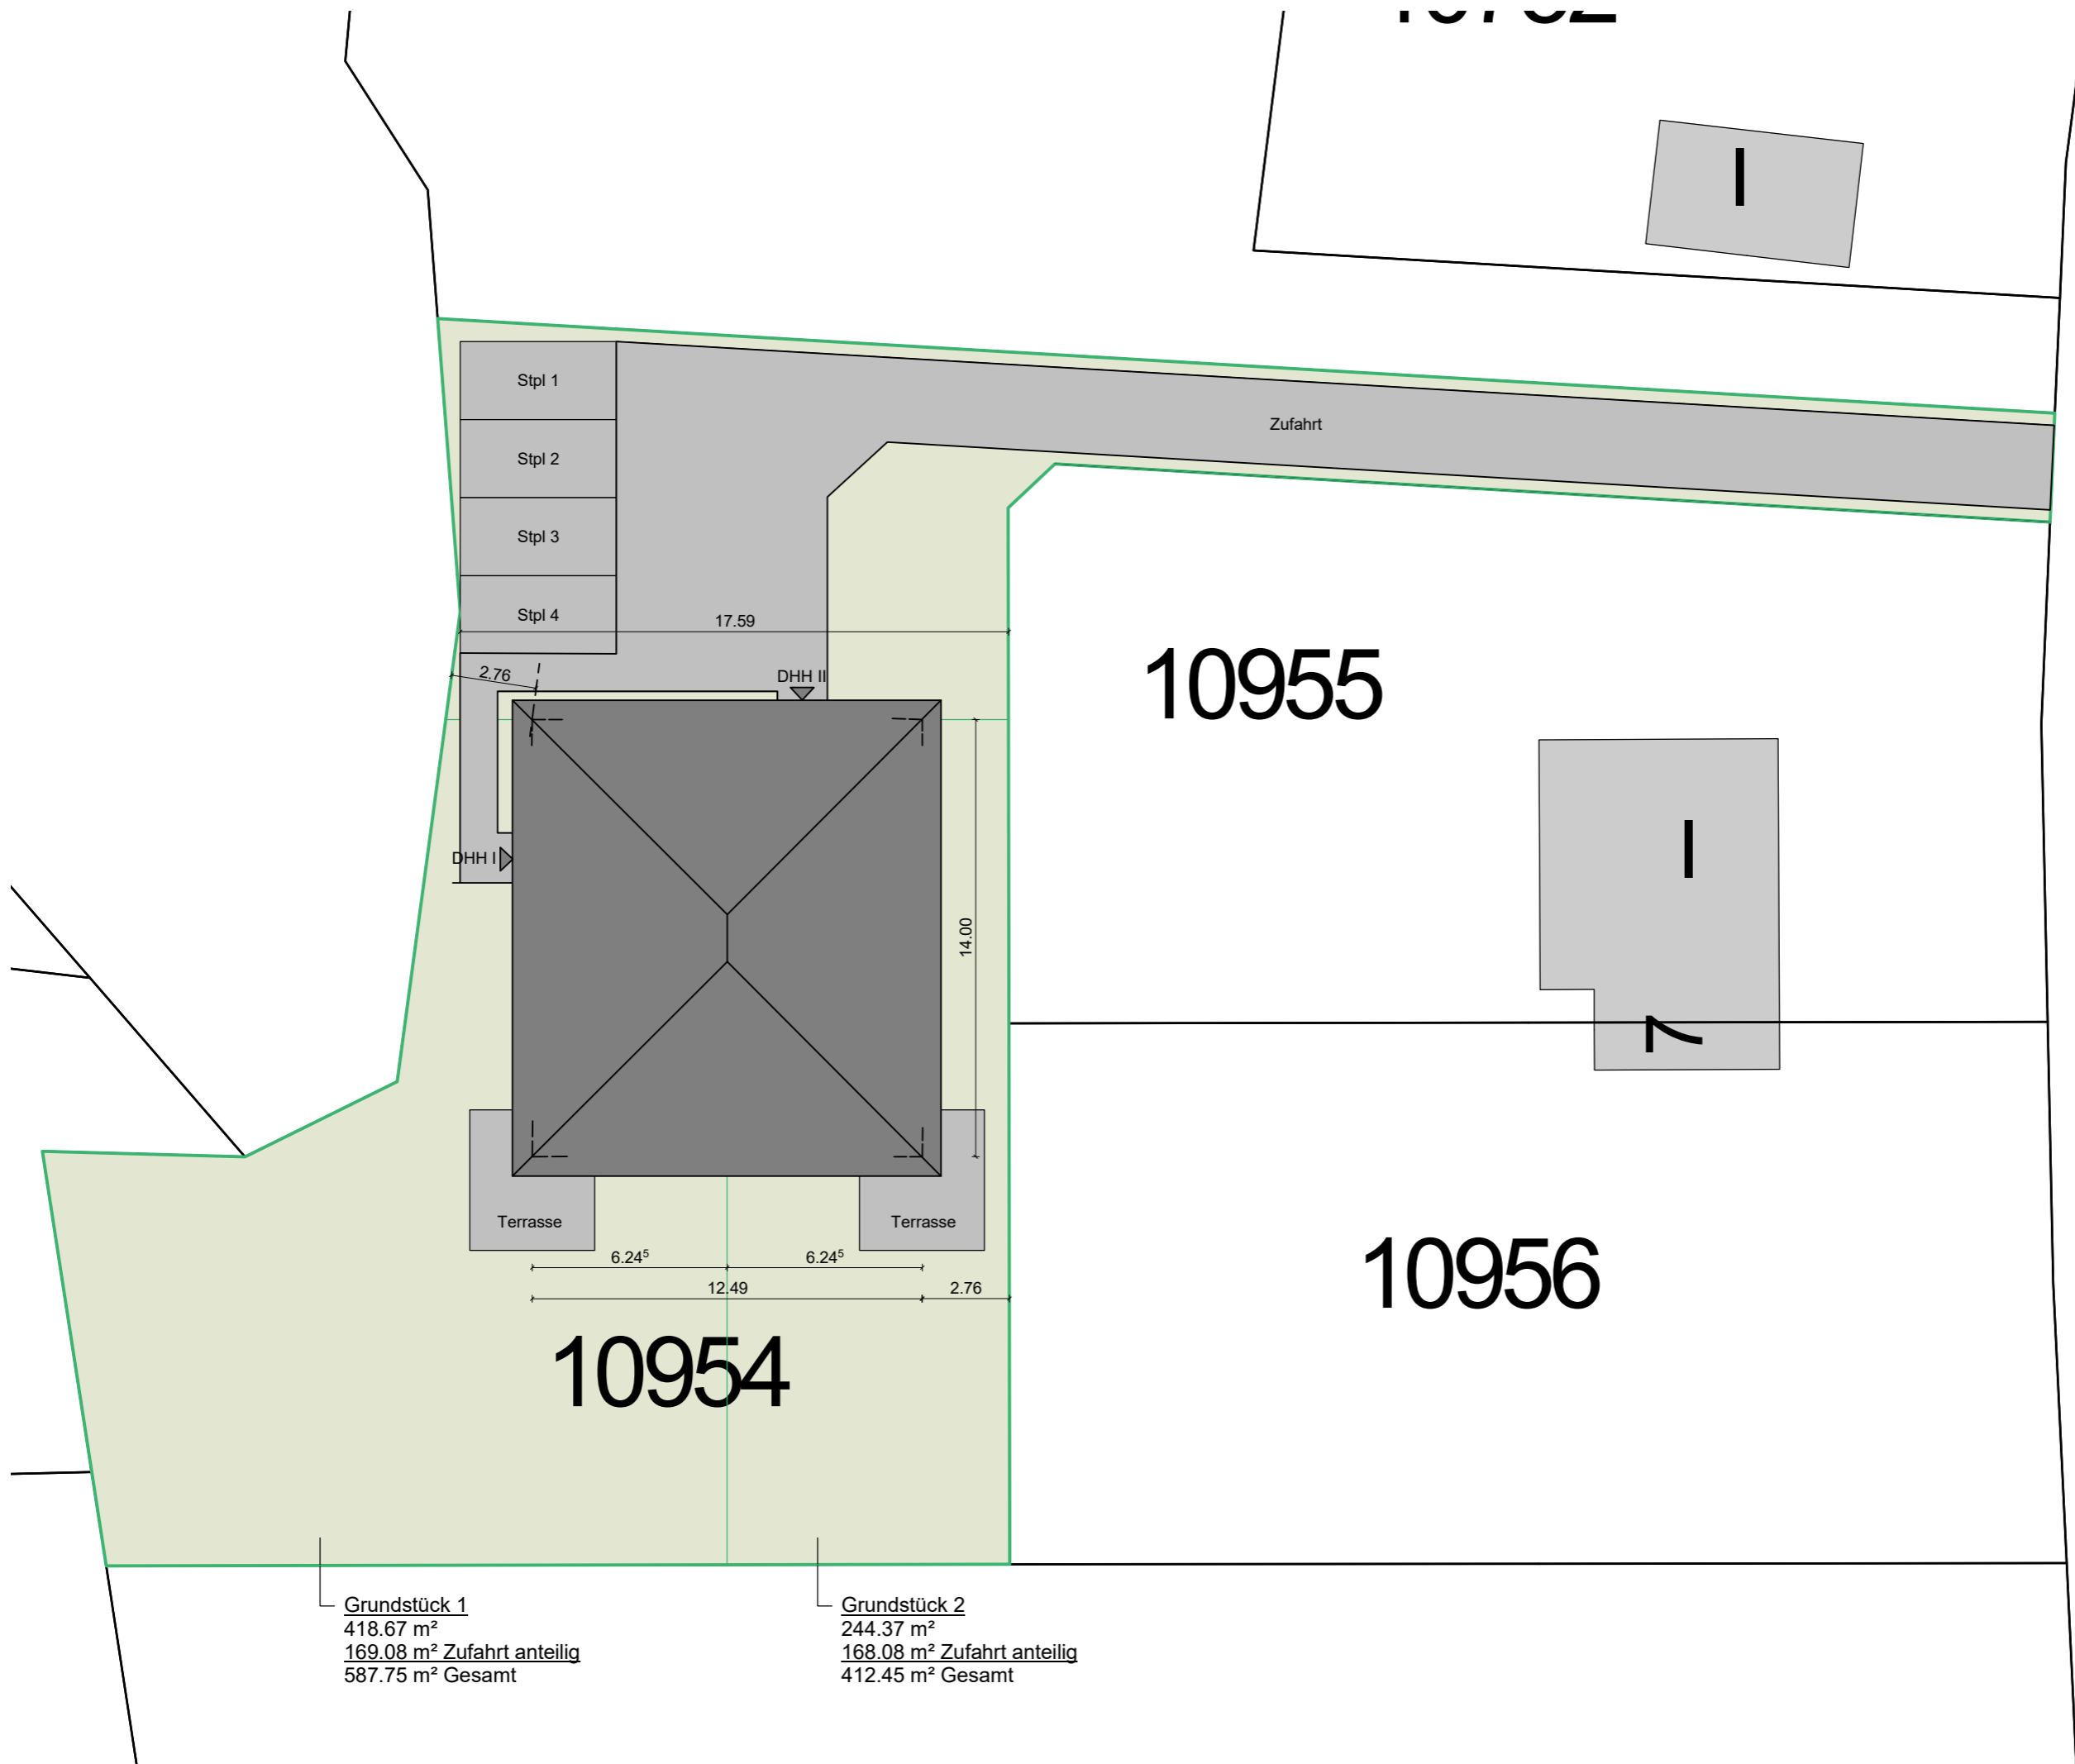 Stpl 1
Zufahrt
Stpl 2
Stpl 3
Stpl 4
17.59
2.76
DHH II
10955
DHH I
14.00
7
Terrasse
Terrasse
6.24⁵
6.24⁵
12.49
2.76
10956
10954
Grundstück 1
418.67 m²
169.08 m² Zufahrt anteilig
587.75 m² Gesamt
Grundstück 2
244.37 m²
168.08 m² Zufahrt anteilig
412.45 m² Gesamt
I
I